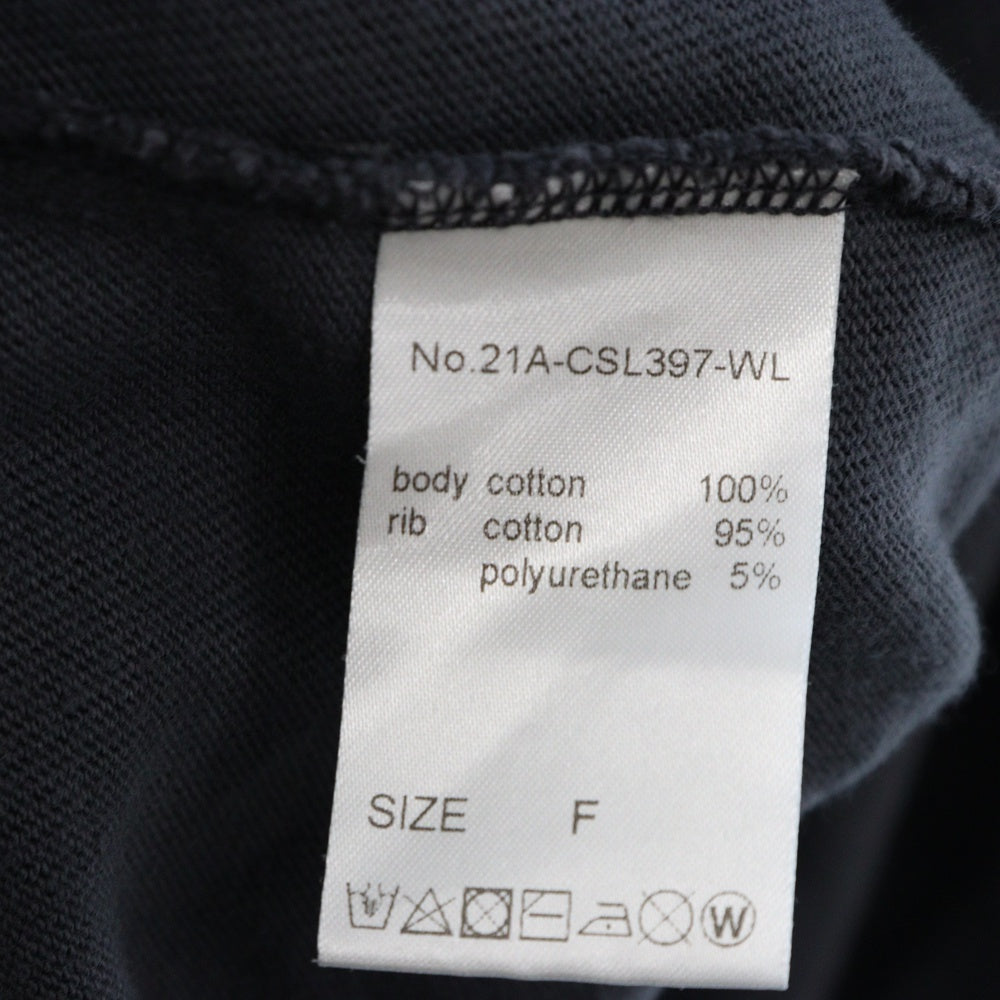 No.21A-CSL397-WL
body cotton 100%
rib cotton 95%
polyurethane 5%
SIZE F
W